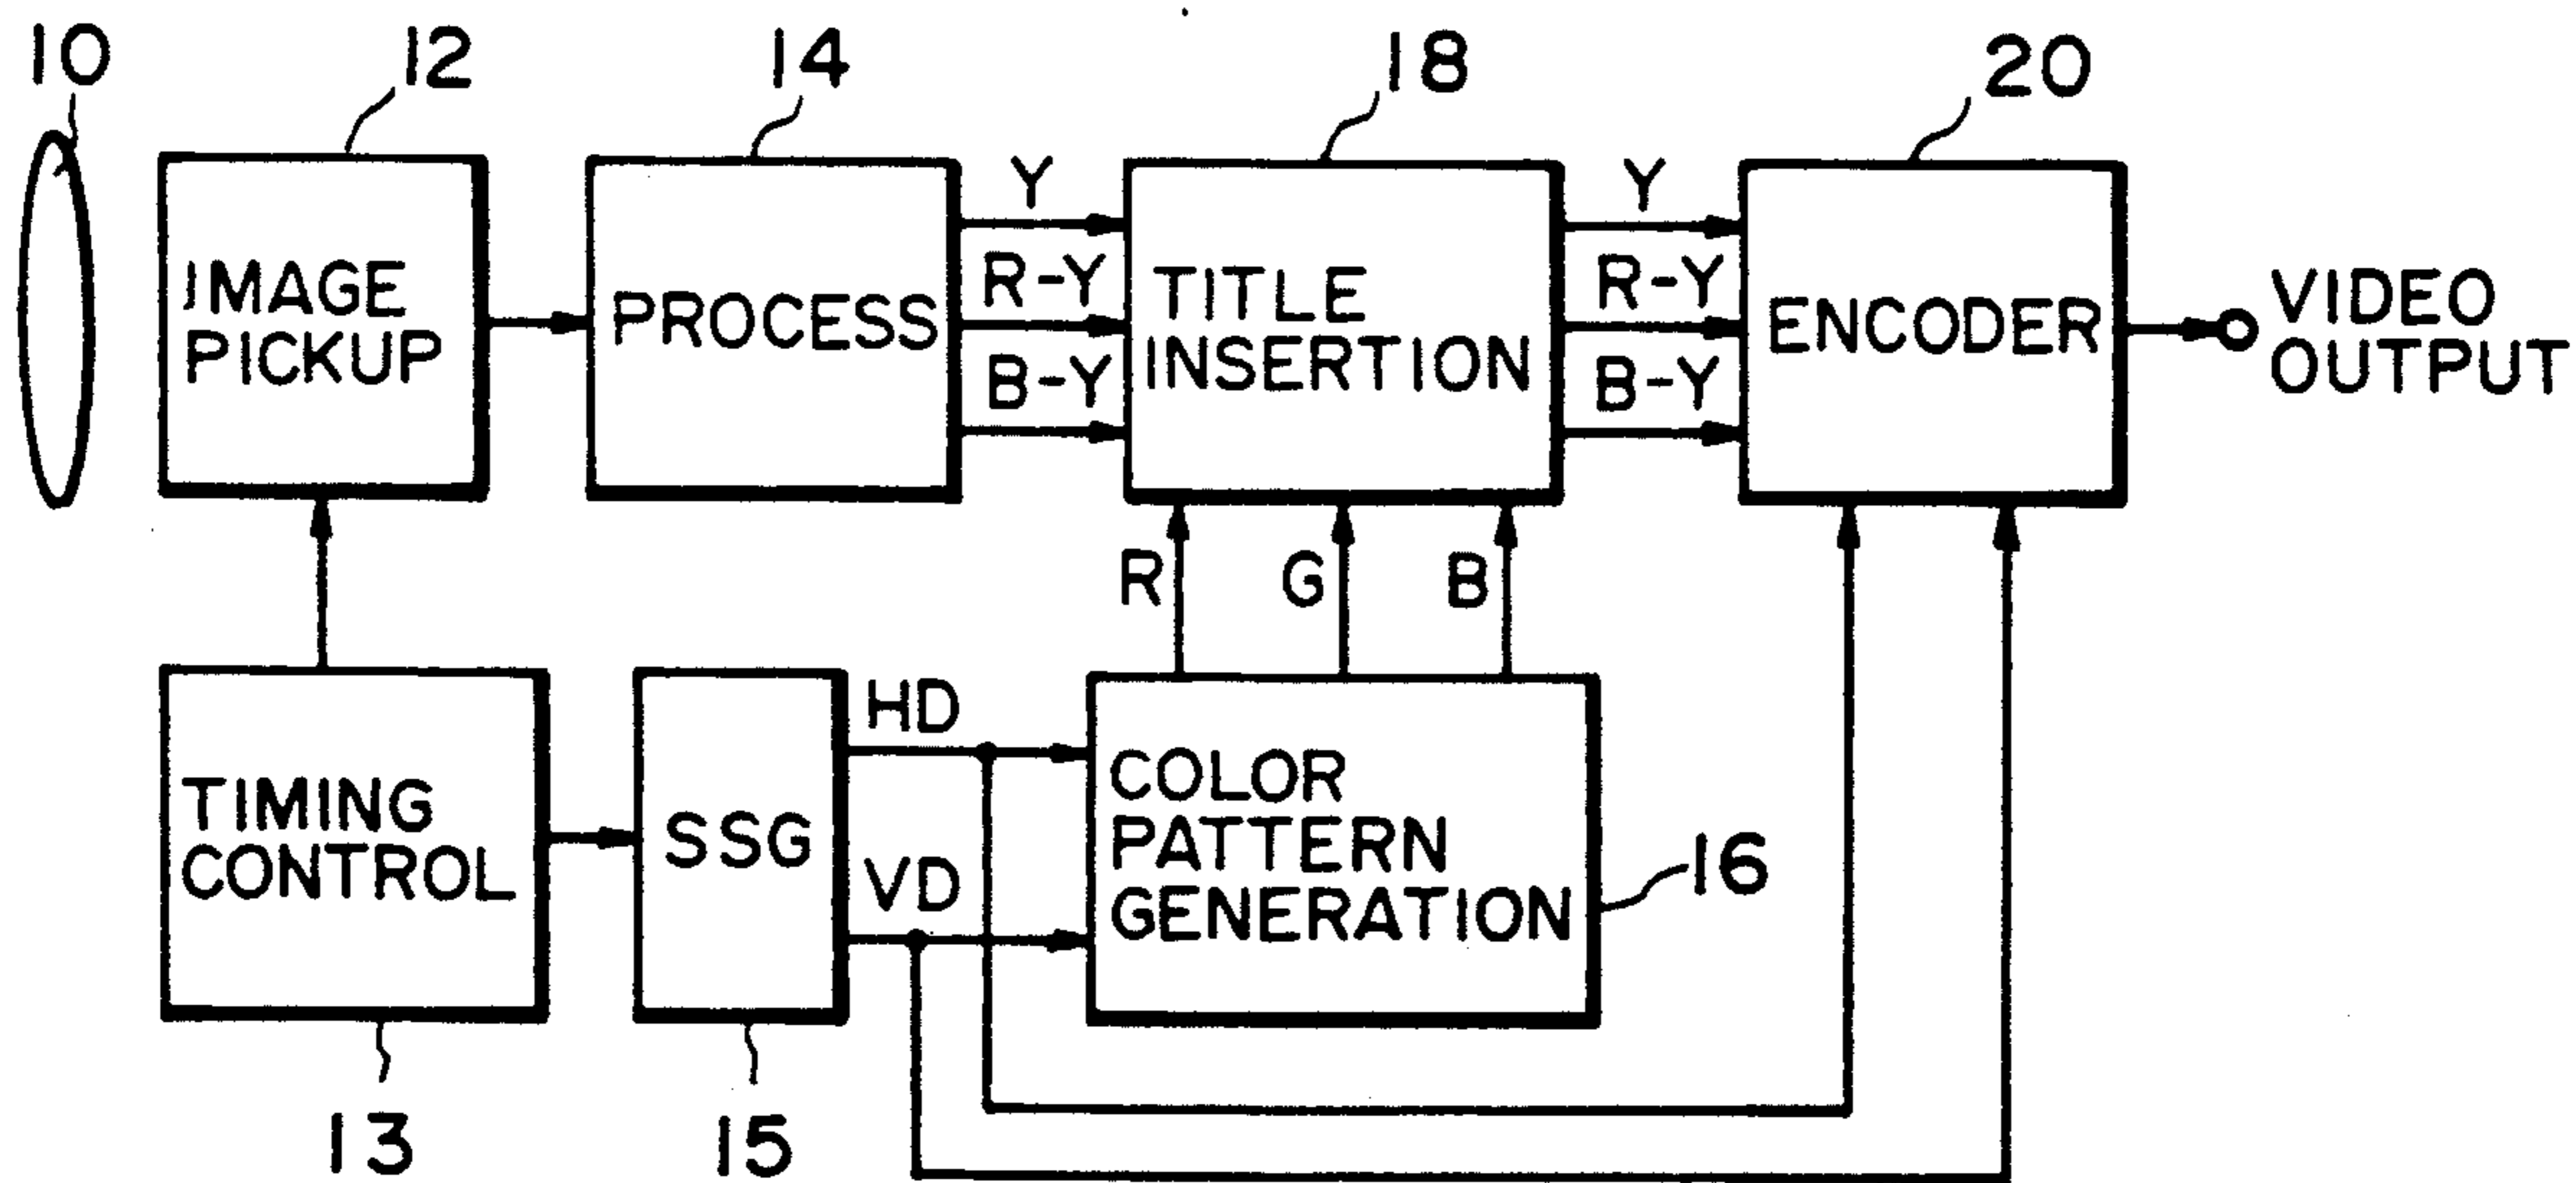 10
12
14
18
20
IMAGE
PICKUP
PROCESS
Y
R-Y
B-Y
TITLE
INSERTION
Y
R-Y
B-Y
ENCODER
VIDEO
OUTPUT
R
G
B
TIMING
CONTROL
SSG
HD
VD
COLOR
PATTERN
GENERATION
16
13
15